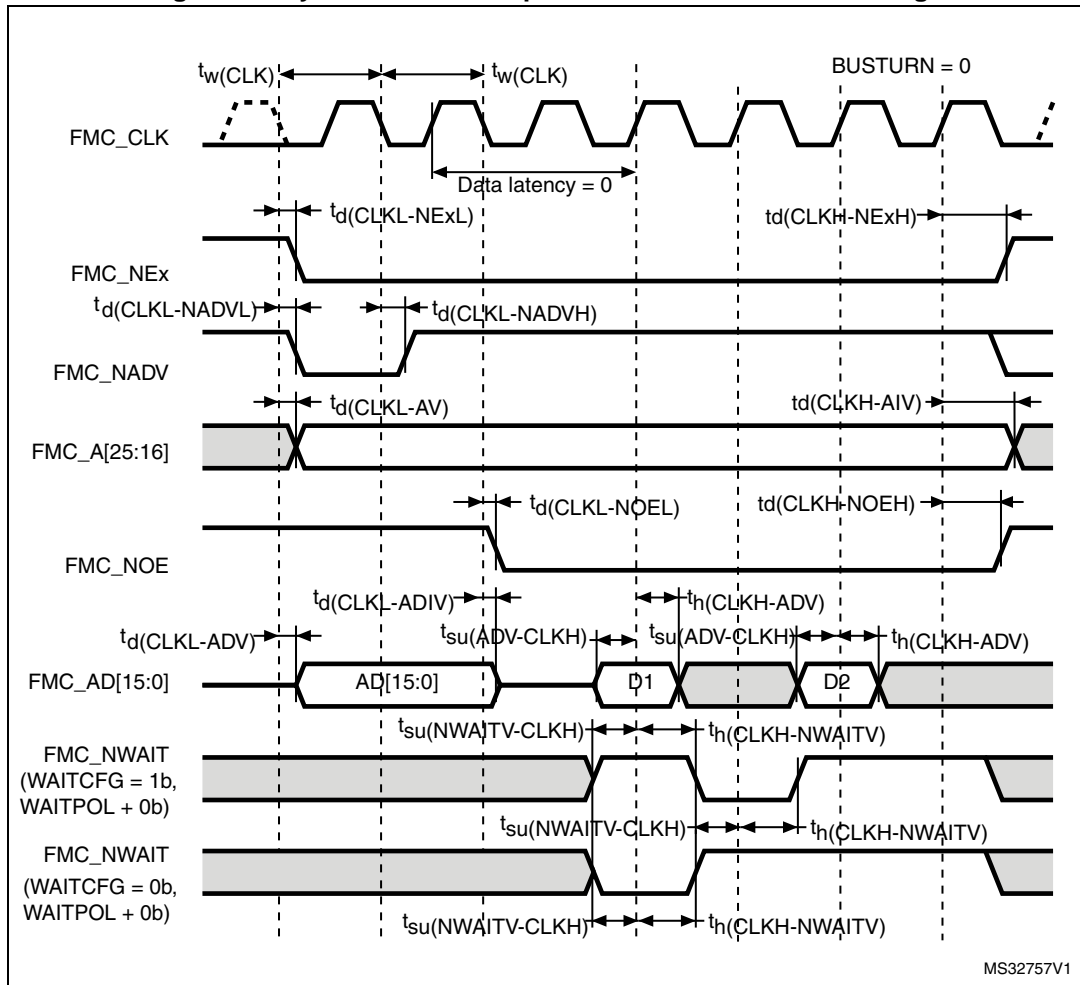 tw(CLK) tw(CLK) BUSTURN = 0
FMC_CLK
Data latency = 0
td(CLKL-NExL) td(CLKH-NExH)
FMC_NEx
td(CLKL-NADVL) td(CLKL-NADVH)
FMC_NADV
td(CLKL-AV) td(CLKH-AIV)
FMC_A[25:16]
td(CLKL-NOEL) td(CLKH-NOEH)
FMC_NOE
td(CLKL-ADIV) th(CLKH-ADV)
td(CLKL-ADV) tsu(ADV-CLKH) tsu(ADV-CLKH) th(CLKH-ADV)
FMC_AD[15:0] AD[15:0] D1 D2
tsu(NWAITV-CLKH) th(CLKH-NWAITV)
FMC_NWAIT
(WAITCFG = 1b,
WAITPOL + 0b)
tsu(NWAITV-CLKH) th(CLKH-NWAITV)
FMC_NWAIT
(WAITCFG = 0b,
WAITPOL + 0b)
tsu(NWAITV-CLKH) th(CLKH-NWAITV)
MS32757V1